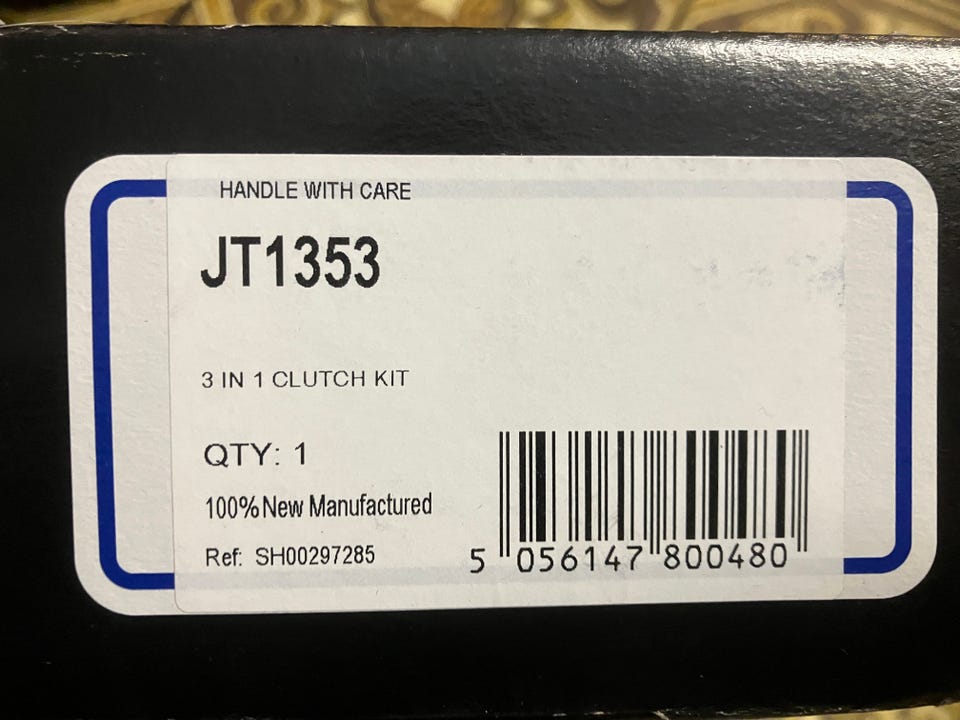 HANDLE WITH CARE
JT1353
3 IN 1 CLUTCH KIT
QTY: 1
100% New Manufactured
Ref: SH00297285
5 056147 800480